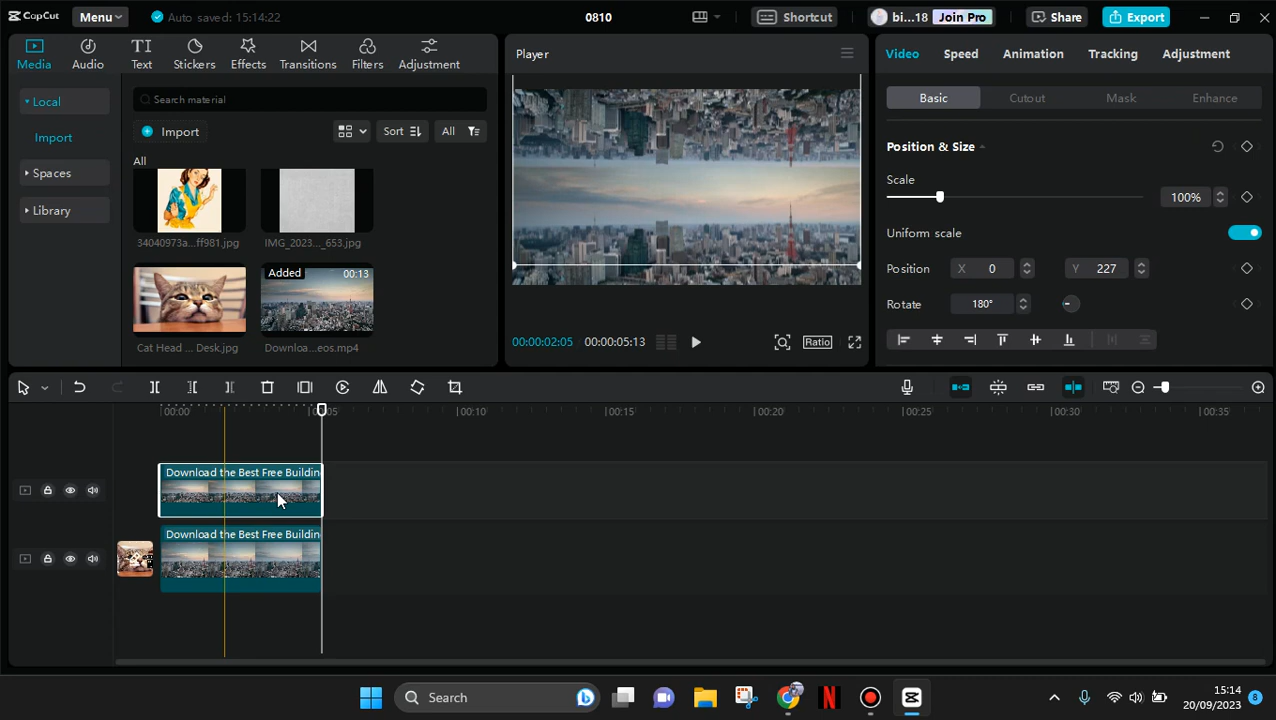 CapCut
Menu
Auto saved: 15:14:22
0810
Shortcut
bi...18
Join Pro
Share
Export
Media
Audio
Text
Stickers
Effects
Transitions
Filters
Adjustment
Local
Import
Spaces
Library
Search material
Import
Sort
All
All
34040973a...ff981.jpg
IMG_2023..._653.jpg
Added
00:13
Cat Head ... Desk.jpg
Downloa...eos.mp4
Player
00:00:02:05
00:00:05:13
Ratio
Video
Speed
Animation
Tracking
Adjustment
Basic
Cutout
Mask
Enhance
Position & Size
Scale
100%
Uniform scale
Position
X 0
Y 227
Rotate
180°
00:00
00:05
00:10
00:15
00:20
00:25
00:30
00:35
Download the Best Free Buildin
Download the Best Free Buildin
Search
15:14
20/09/2023
8